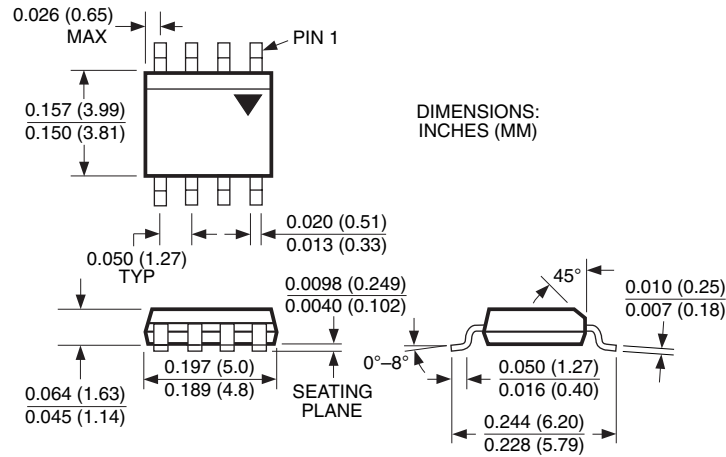 0.026 (0.65)
MAX
PIN 1
0.157 (3.99)
0.150 (3.81)
DIMENSIONS:
INCHES (MM)
0.050 (1.27)
TYP
0.020 (0.51)
0.013 (0.33)
0.0098 (0.249)
0.0040 (0.102)
45°
0.010 (0.25)
0.007 (0.18)
0.064 (1.63)
0.045 (1.14)
0.197 (5.0)
0.189 (4.8)
SEATING
PLANE
0°–8°
0.050 (1.27)
0.016 (0.40)
0.244 (6.20)
0.228 (5.79)